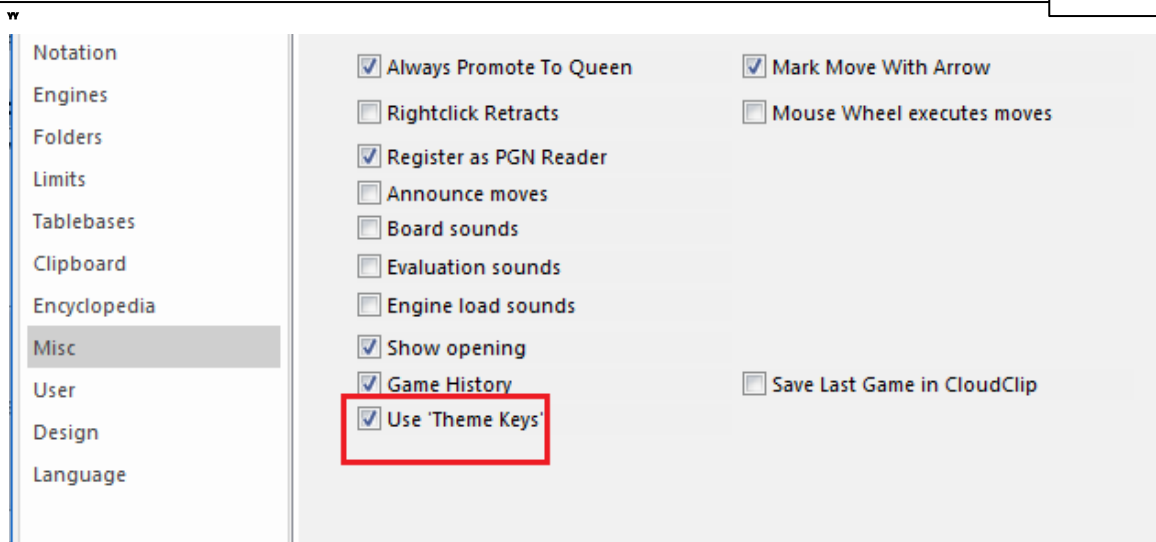 Notation
Engines
Folders
Limits
Tablebases
Clipboard
Encyclopedia
Misc
User
Design
Language
Always Promote To Queen
Mark Move With Arrow
Rightclick Retracts
Mouse Wheel executes moves
Register as PGN Reader
Announce moves
Board sounds
Evaluation sounds
Engine load sounds
Show opening
Game History
Save Last Game in CloudClip
Use 'Theme Keys'